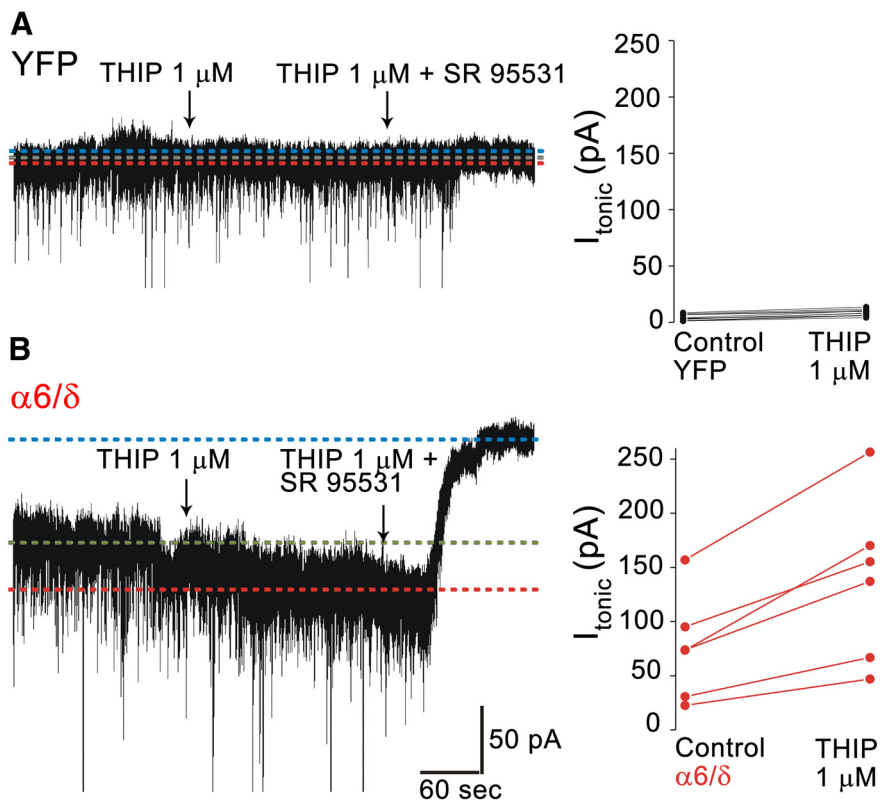 A
YFP
THIP 1 μM
THIP 1 μM + SR 95531
250
200
150
100
50
0
Itonic (pA)
Control
YFP
THIP
1 μM
B
α6/δ
THIP 1 μM
THIP 1 μM +
SR 95531
50 pA
60 sec
250
200
150
100
50
0
Itonic (pA)
Control
α6/δ
THIP
1 μM